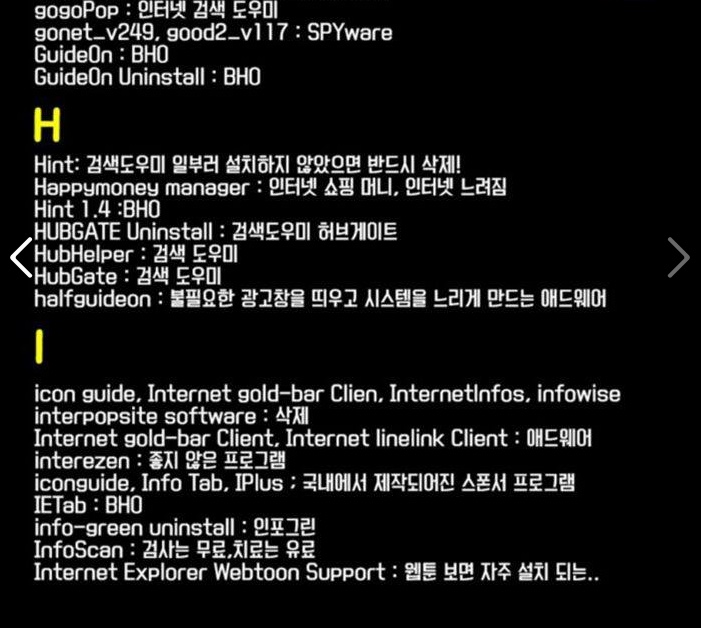 gogoPop : 인터넷 검색 도우미
gonet_v249, good2_v117 : SPYware
GuideOn : BHO
GuideOn Uninstall : BHO
H
Hint: 검색도우미 일부러 설치하지 않았으면 반드시 삭제!
Happymoney manager : 인터넷 쇼핑 머니, 인터넷 느려짐
Hint 1.4 :BHO
HUBGATE Uninstall : 검색도우미 허브게이트
HubHelper : 검색 도우미
HubGate : 검색 도우미
halfguideon : 불필요한 광고창을 띄우고 시스템을 느리게 만드는 애드웨어
I
icon guide, Internet gold-bar Clien, InternetInfos, infowise
interpopsite software : 삭제
Internet gold-bar Client, Internet linelink Client : 애드웨어
interezen : 좋지 않은 프로그램
iconguide, Info Tab, IPlus ; 국내에서 제작되어진 스폰서 프로그램
IETab : BHO
info-green uninstall : 인포그린
InfoScan : 검사는 무료,치료는 유료
Internet Explorer Webtoon Support : 웹툰 보면 자주 설치 되는..